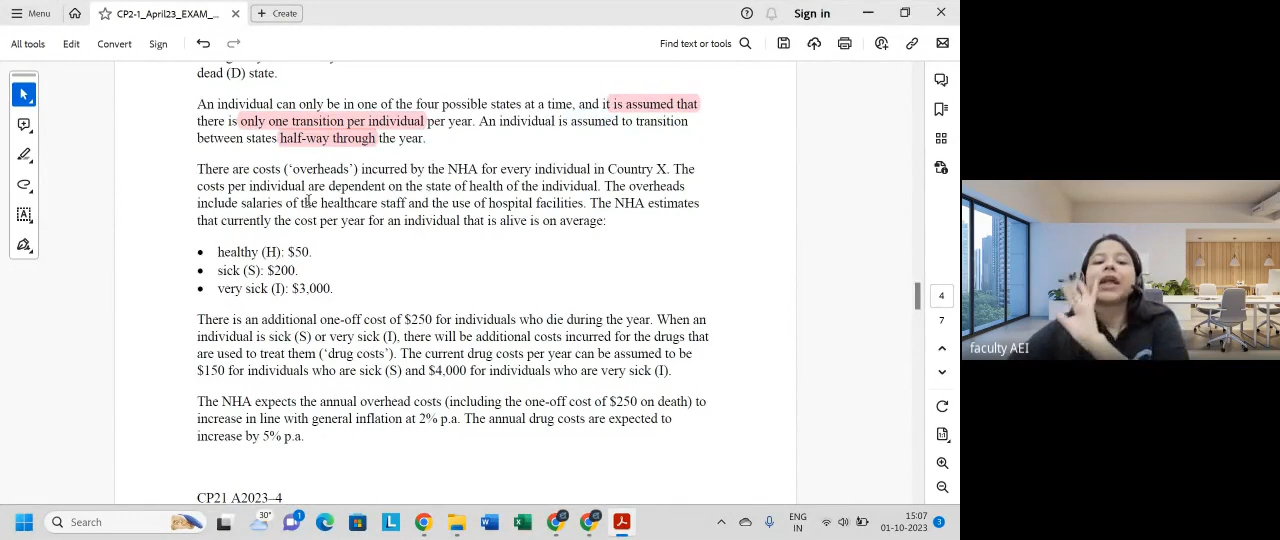 Menu
CP2-1_April23_EXAM_...
Create
Sign in
All tools
Edit
Convert
Sign
Find text or tools
dead (D) state.
An individual can only be in one of the four possible states at a time, and it is assumed that
there is only one transition per individual per year. An individual is assumed to transition
between states half-way through the year.
There are costs (‘overheads’) incurred by the NHA for every individual in Country X. The
costs per individual are dependent on the state of health of the individual. The overheads
include salaries of the healthcare staff and the use of hospital facilities. The NHA estimates
that currently the cost per year for an individual that is alive is on average:
• healthy (H): $50.
• sick (S): $200.
• very sick (I): $3,000.
There is an additional one-off cost of $250 for individuals who die during the year. When an
individual is sick (S) or very sick (I), there will be additional costs incurred for the drugs that
are used to treat them (‘drug costs’). The current drug costs per year can be assumed to be
$150 for individuals who are sick (S) and $4,000 for individuals who are very sick (I).
The NHA expects the annual overhead costs (including the one-off cost of $250 on death) to
increase in line with general inflation at 2% p.a. The annual drug costs are expected to
increase by 5% p.a.
CP21 A2023–4
4
7
faculty AEI
Search
30°
1
ENG
IN
15:07
01-10-2023
3